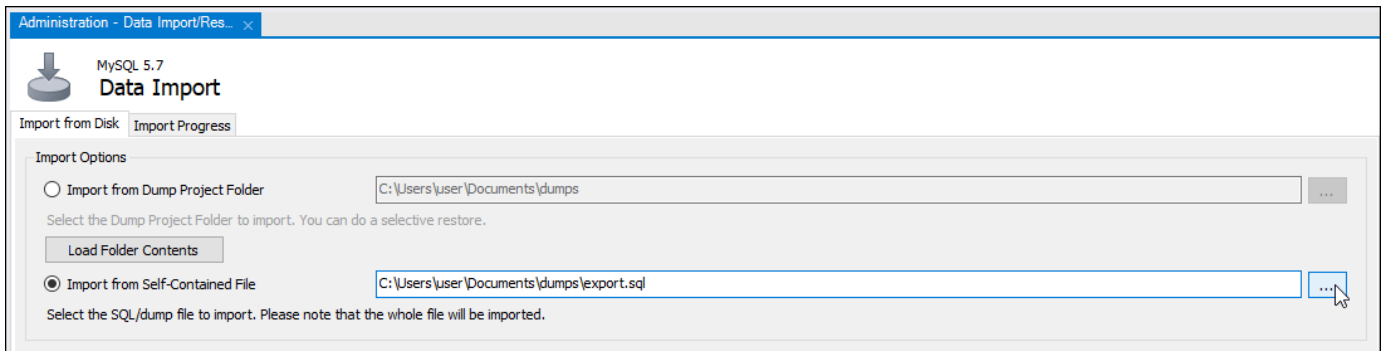 Administration - Data Import/Res... ×
MySQL 5.7
Data Import
Import from Disk Import Progress
Import Options
Import from Dump Project Folder C:\Users\user\Documents\dumps ...
Select the Dump Project Folder to import. You can do a selective restore.
Load Folder Contents
Import from Self-Contained File C:\Users\user\Documents\dumps\export.sql ...
Select the SQL/dump file to import. Please note that the whole file will be imported.